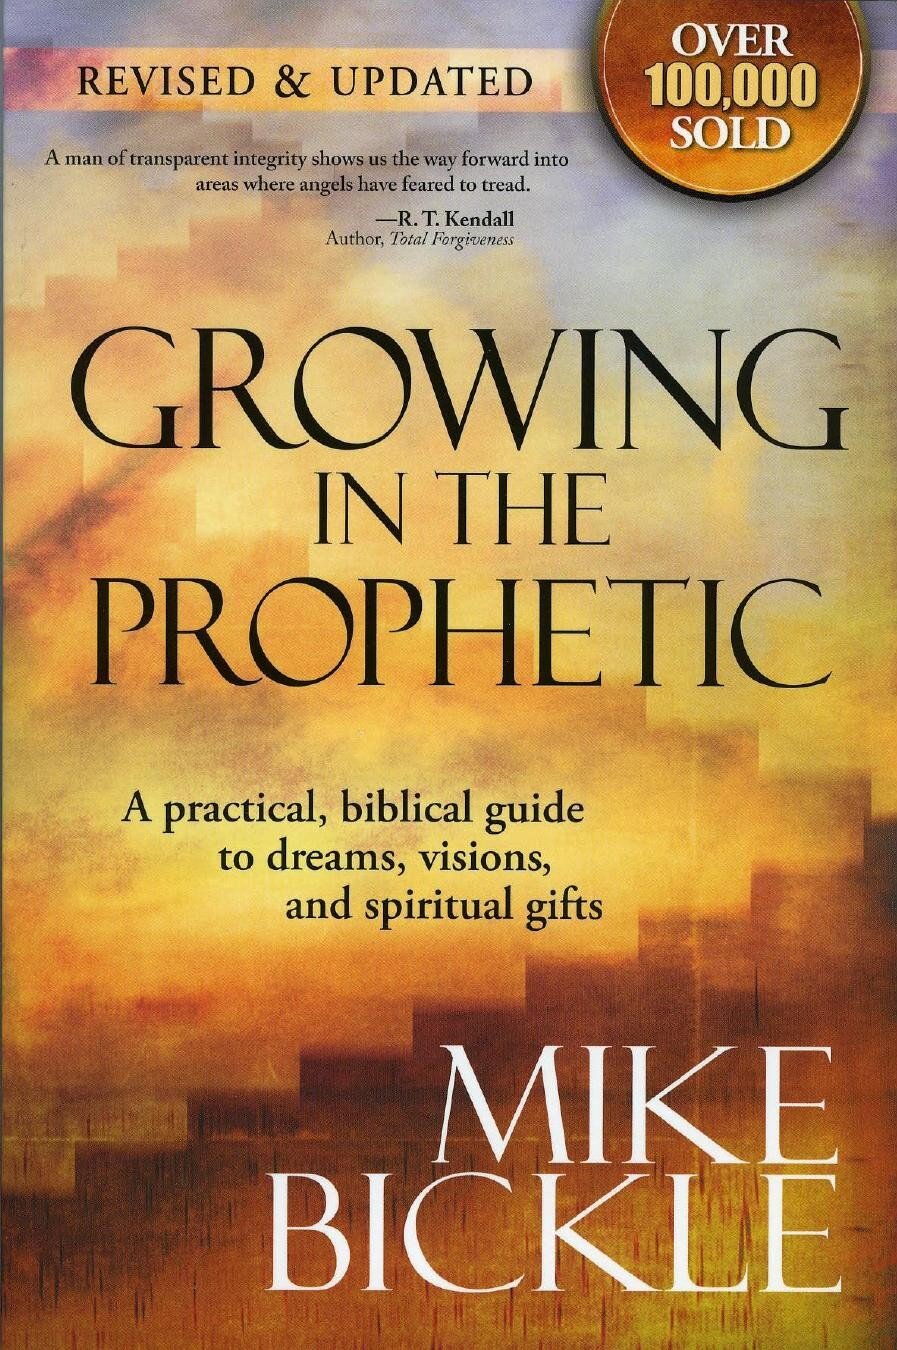 REVISED & UPDATED
OVER
100,000
SOLD
A man of transparent integrity shows us the way forward into
areas where angels have feared to tread.
—R. T. Kendall
Author, Total Forgiveness
GROWING
IN THE
PROPHETIC
A practical, biblical guide
to dreams, visions,
and spiritual gifts
MIKE
BICKLE